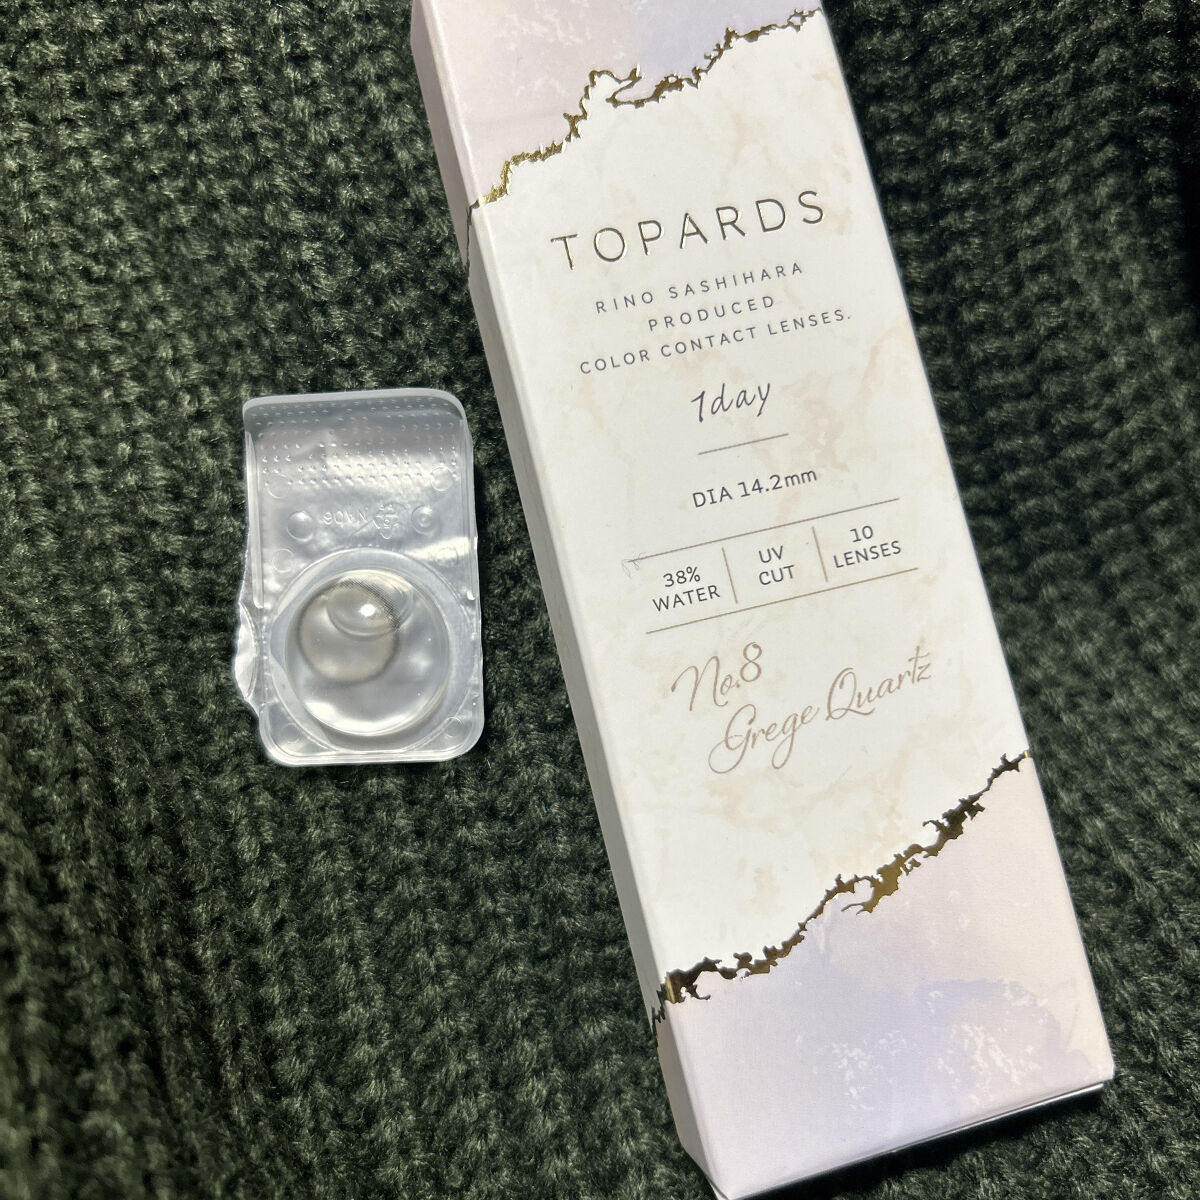 TOPARDS
RINO SASHIHARA
PRODUCED
COLOR CONTACT LENSES.
1day
DIA 14.2mm
38%
WATER
UV
CUT
10
LENSES
No.8
Grege Quartz